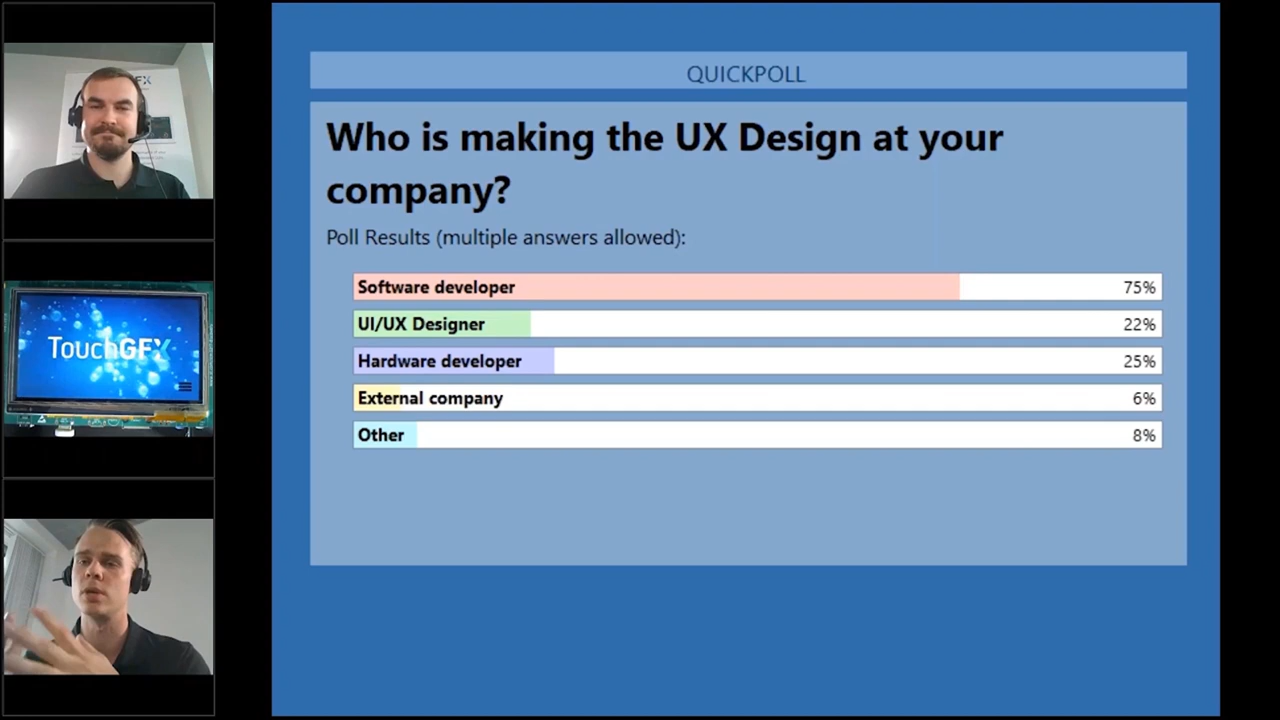 QUICKPOLL
Who is making the UX Design at your
company?
Poll Results (multiple answers allowed):
Software developer 75%
UI/UX Designer 22%
Hardware developer 25%
External company 6%
Other 8%
FX
TouchGFX